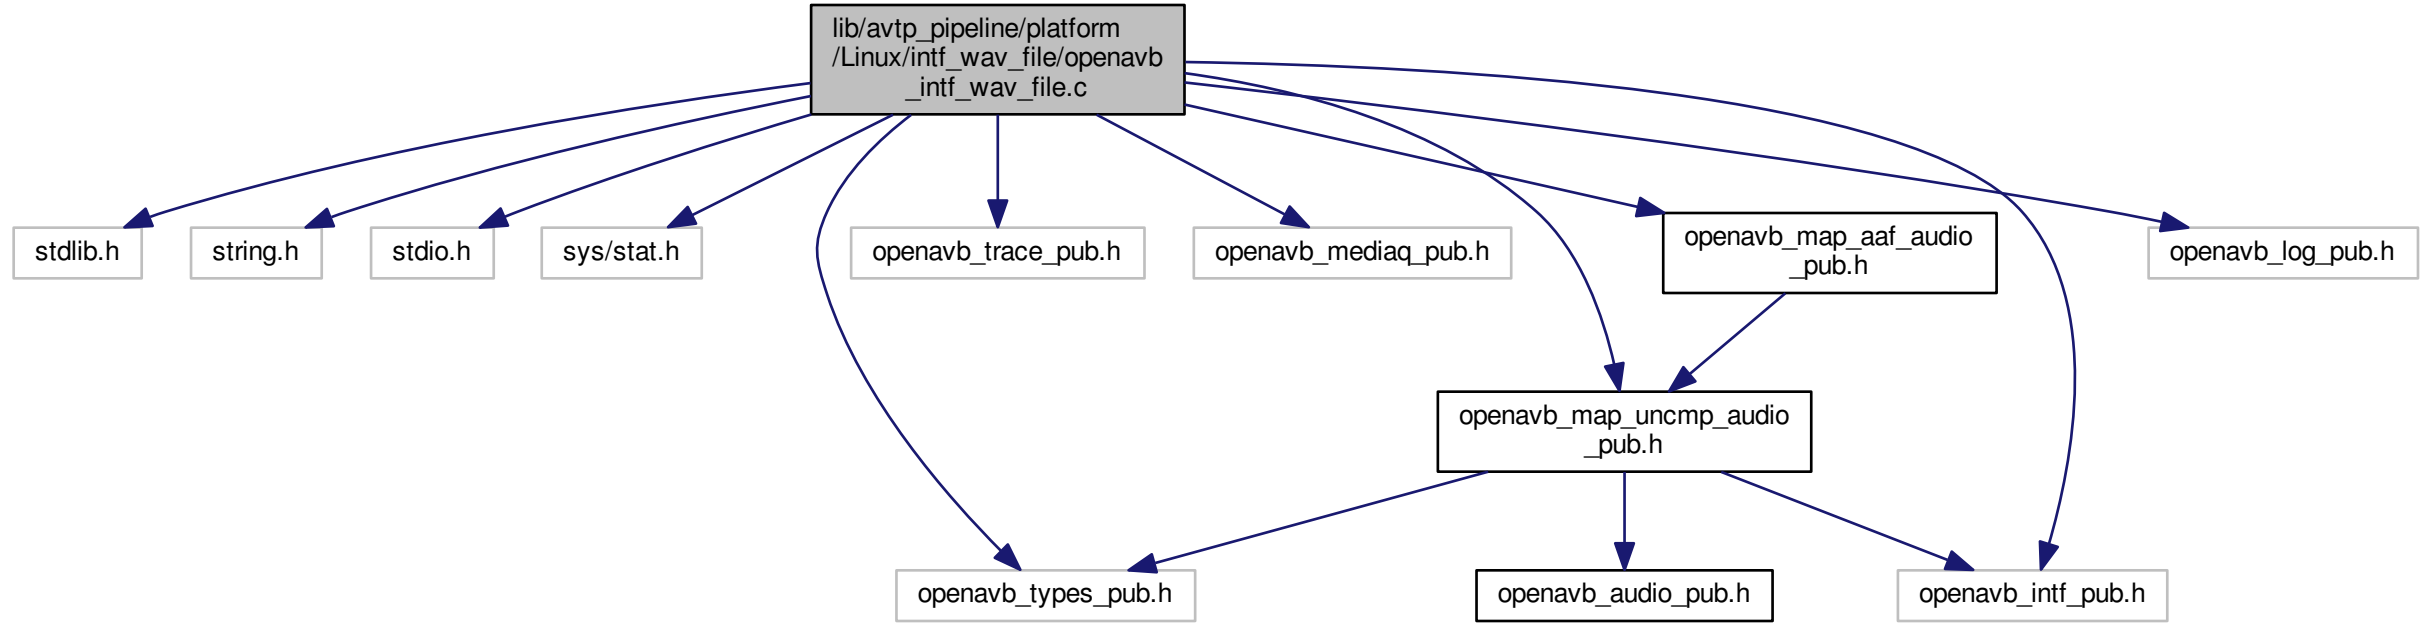 lib/avtp_pipeline/platform
/Linux/intf_wav_file/openavb
_intf_wav_file.c
stdlib.h
string.h
stdio.h
sys/stat.h
openavb_trace_pub.h
openavb_mediaq_pub.h
openavb_map_aaf_audio
_pub.h
openavb_log_pub.h
openavb_map_uncmp_audio
_pub.h
openavb_types_pub.h
openavb_audio_pub.h
openavb_intf_pub.h